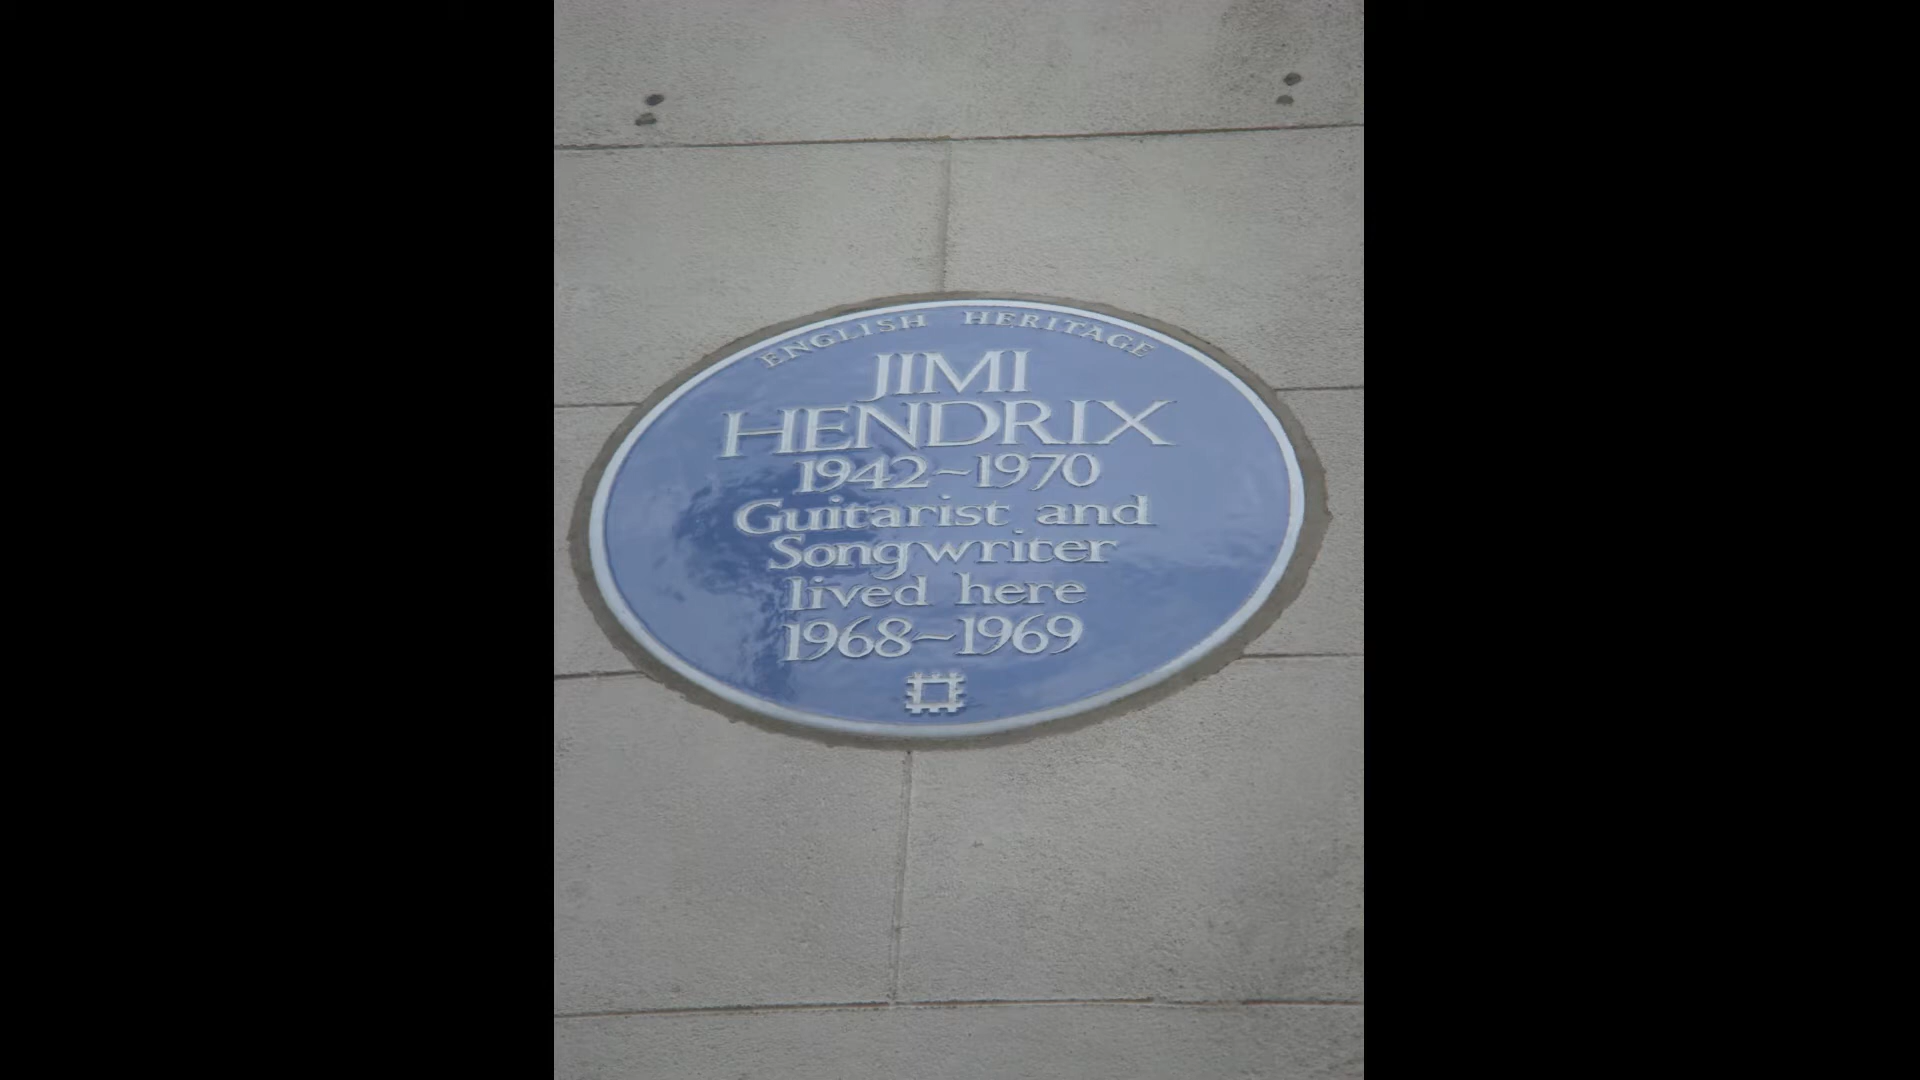 ENGLISH HERITAGE
JIMI
HENDRIX
1942~1970
Guitarist and
Songwriter
lived here
1968~1969